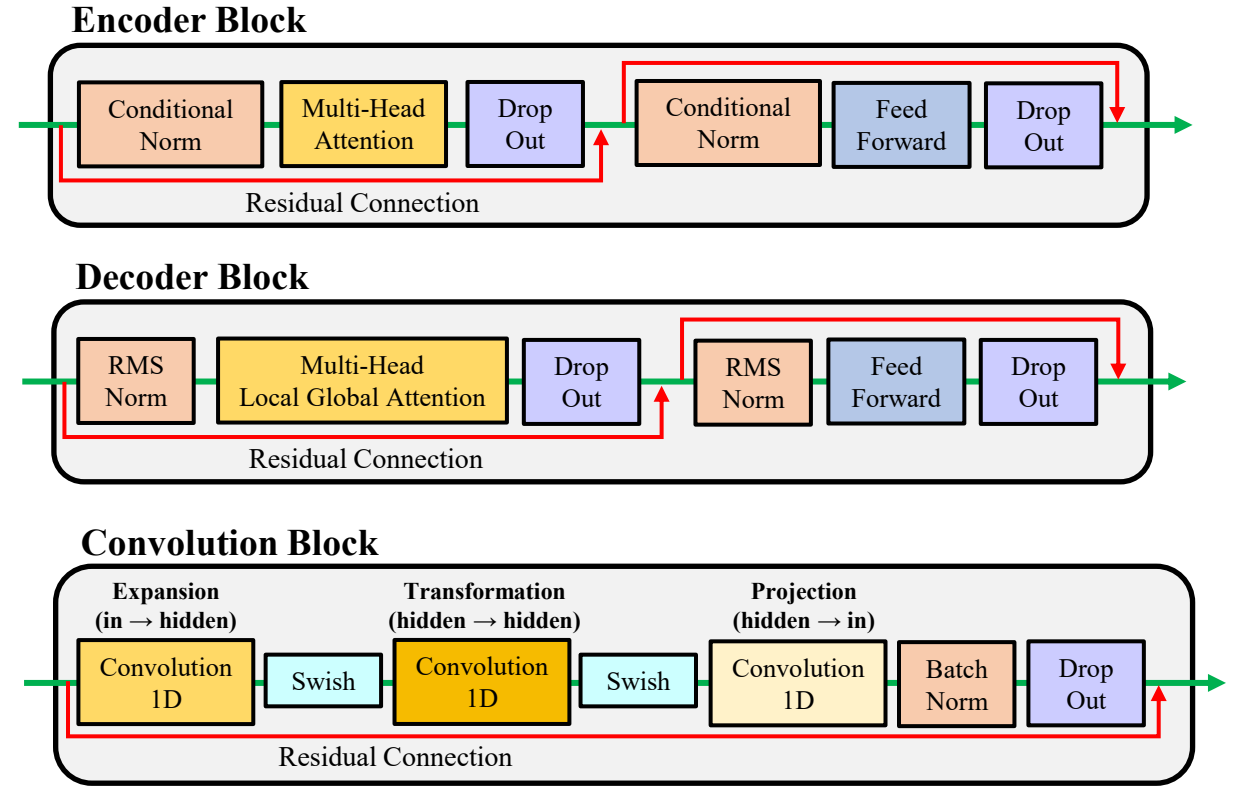 Encoder Block
Conditional
Norm
Multi-Head
Attention
Drop
Out
Conditional
Norm
Feed
Forward
Drop
Out
Residual Connection
Decoder Block
RMS
Norm
Multi-Head
Local Global Attention
Drop
Out
RMS
Norm
Feed
Forward
Drop
Out
Residual Connection
Convolution Block
Expansion
(in → hidden)
Transformation
(hidden → hidden)
Projection
(hidden → in)
Convolution
1D
Swish
Convolution
1D
Swish
Convolution
1D
Batch
Norm
Drop
Out
Residual Connection